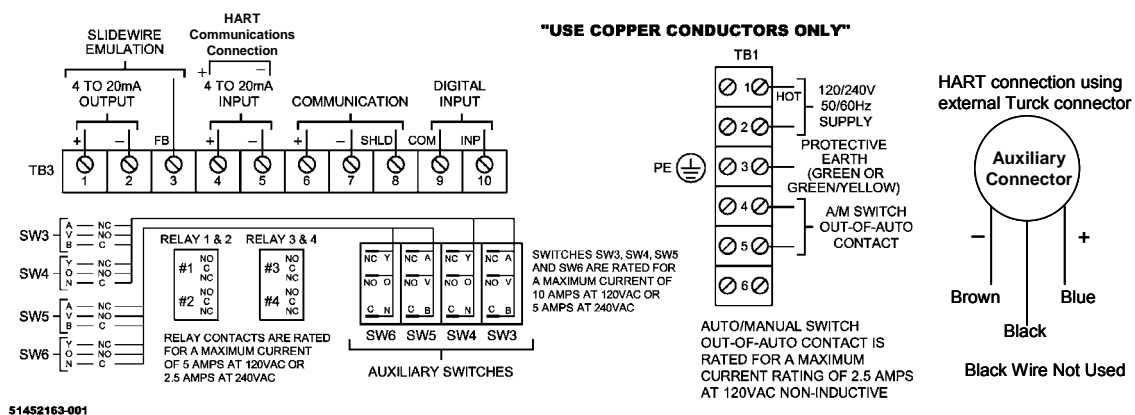 SLIDEWIRE
EMULATION
HART
Communications
Connection
+ –
4 TO 20mA
OUTPUT
4 TO 20mA
INPUT
COMMUNICATION
DIGITAL
INPUT
+ – FB + – + – SHLD COM INP
TB3
1 2 3 4 5 6 7 8 9 10
"USE COPPER CONDUCTORS ONLY"
TB1
1 HOT
2
3
4
5
6
120/240V
50/60Hz
SUPPLY
PE
PROTECTIVE
EARTH
(GREEN OR
GREEN/YELLOW)
A/M SWITCH
OUT-OF-AUTO
CONTACT
AUTO/MANUAL SWITCH
OUT-OF-AUTO CONTACT IS
RATED FOR A MAXIMUM
CURRENT RATING OF 2.5 AMPS
AT 120VAC NON-INDUCTIVE
HART connection using
external Turck connector
Auxiliary
Connector
– +
Brown Blue
Black
Black Wire Not Used
SW3
A NC
V NO
B C
SW4
Y NC
O NO
N C
SW5
A NC
V NO
B C
SW6
Y NC
O NO
N C
RELAY 1 & 2
#1 NO C NC
#2 NO C NC
RELAY 3 & 4
#3 NO C NC
#4 NO C NC
RELAY CONTACTS ARE RATED
FOR A MAXIMUM CURRENT
OF 5 AMPS AT 120VAC OR
2.5 AMPS AT 240VAC
NC Y NC A NC Y NC A
NO O NO V NO O NO V
C N C B C N C B
SW6 SW5 SW4 SW3
AUXILIARY SWITCHES
SWITCHES SW3, SW4, SW5
AND SW6 ARE RATED FOR
A MAXIMUM CURRENT OF
10 AMPS AT 120VAC OR
5 AMPS AT 240VAC
51452163-001